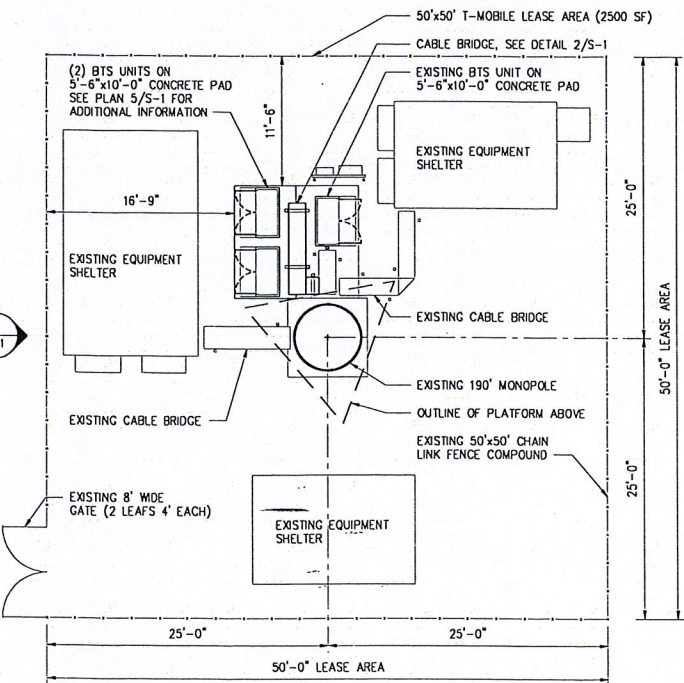 50'x50' T-MOBILE LEASE AREA (2500 SF)
CABLE BRIDGE, SEE DETAIL 2/S-1
(2) BTS UNITS ON
5'-6"x10'-0" CONCRETE PAD
SEE PLAN 5/S-1 FOR
ADDITIONAL INFORMATION
EXISTING BTS UNIT ON
5'-6"x10'-0" CONCRETE PAD
11'-6"
EXISTING EQUIPMENT
SHELTER
16'-9"
25'-0"
EXISTING EQUIPMENT
SHELTER
EXISTING CABLE BRIDGE
1
50'-0" LEASE AREA
EXISTING 190' MONOPOLE
OUTLINE OF PLATFORM ABOVE
EXISTING CABLE BRIDGE
EXISTING 50'x50' CHAIN
LINK FENCE COMPOUND
25'-0"
EXISTING 8' WIDE
GATE (2 LEAFS 4' EACH)
EXISTING EQUIPMENT
SHELTER
25'-0"
25'-0"
50'-0" LEASE AREA